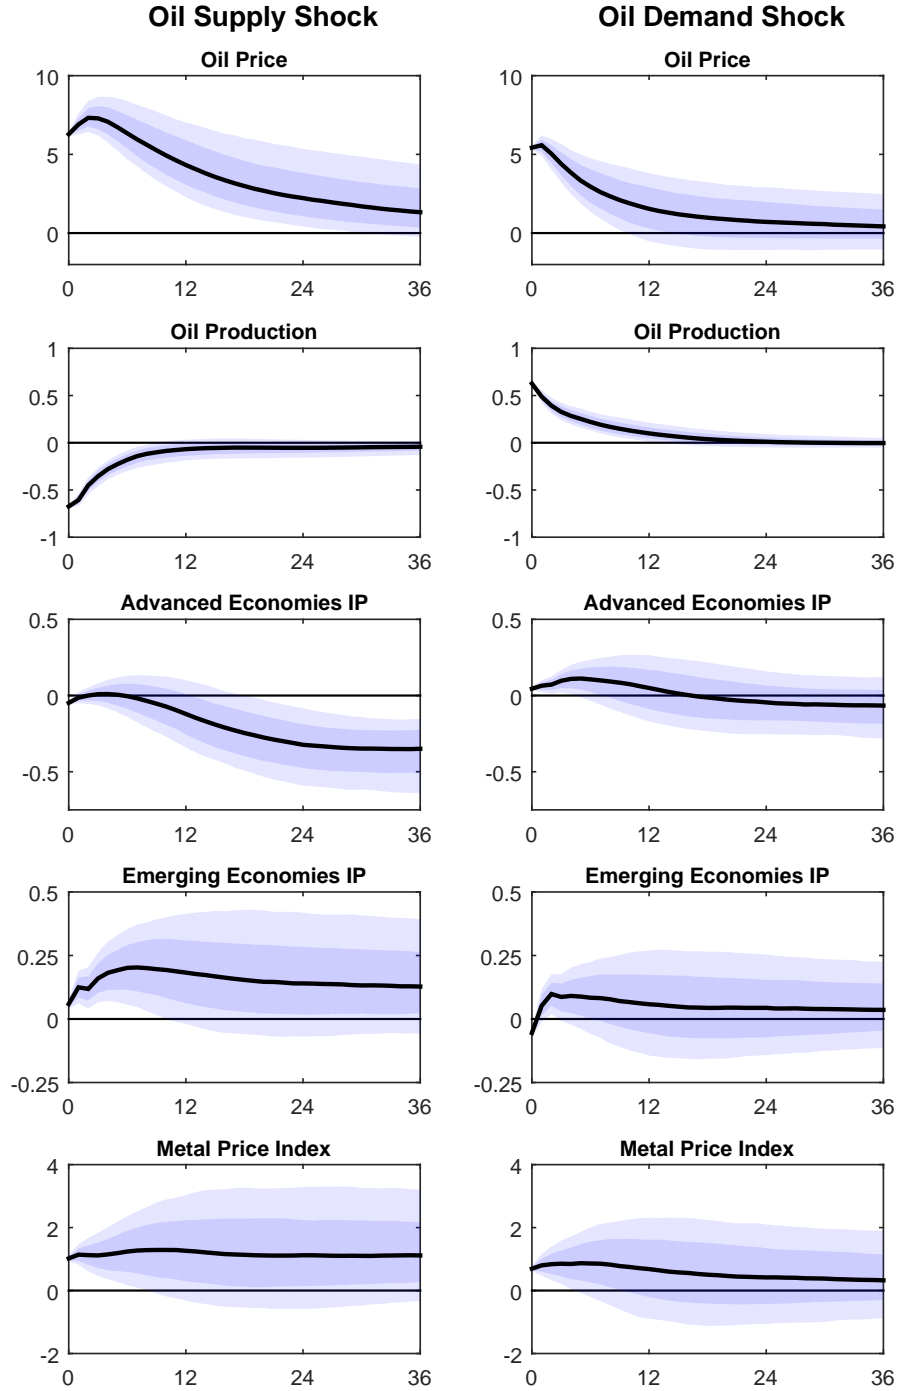 Oil Supply Shock Oil Demand Shock
Oil Price Oil Price
10 10
5 5
0 0
0 12 24 36 0 12 24 36
Oil Production Oil Production
1 1
0.5 0.5
0 0
-0.5 -0.5
-1 -1
0 12 24 36 0 12 24 36
Advanced Economies IP Advanced Economies IP
0.5 0.5
0 0
-0.5 -0.5
0 12 24 36 0 12 24 36
Emerging Economies IP Emerging Economies IP
0.5 0.5
0.25 0.25
0 0
-0.25 -0.25
0 12 24 36 0 12 24 36
Metal Price Index Metal Price Index
4 4
2 2
0 0
-2 -2
0 12 24 36 0 12 24 36